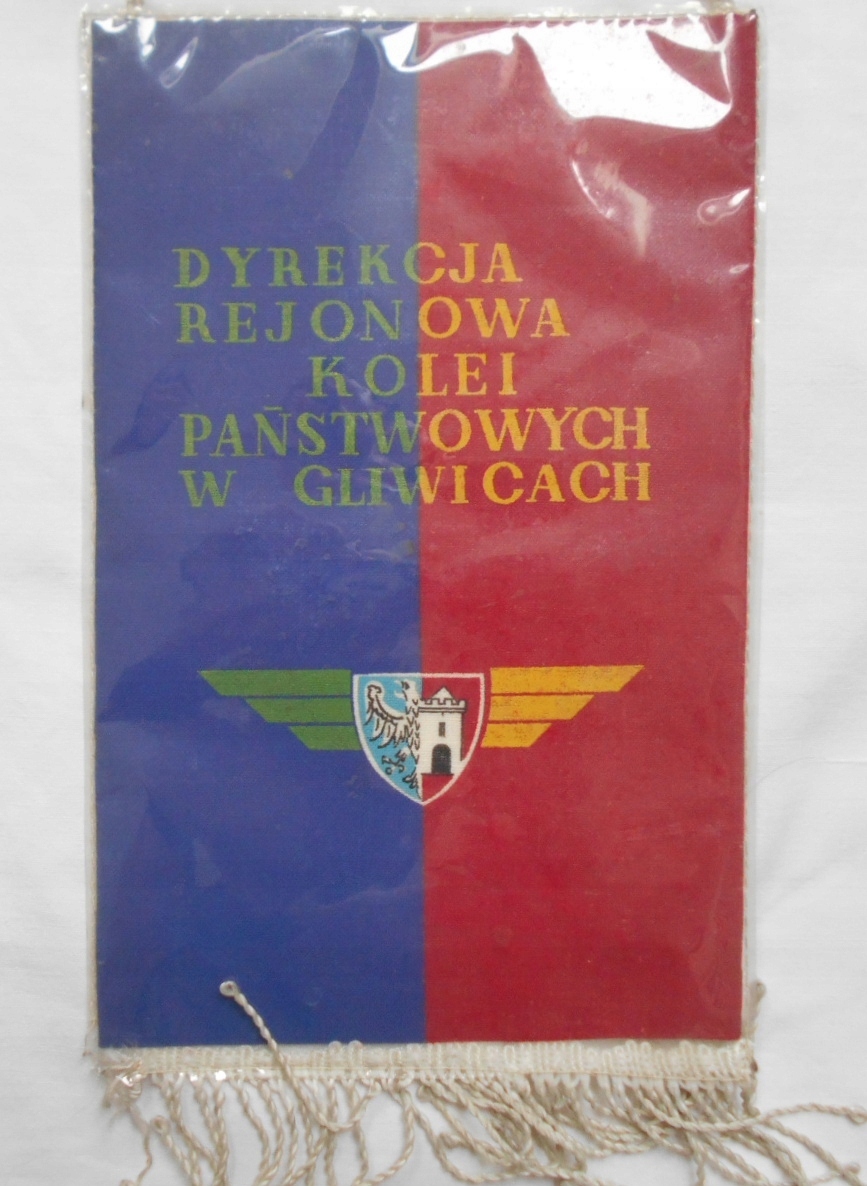 DYREKCJA
REJONOWA
KOLEI
PAŃSTWOWYCH
W GLIWICACH